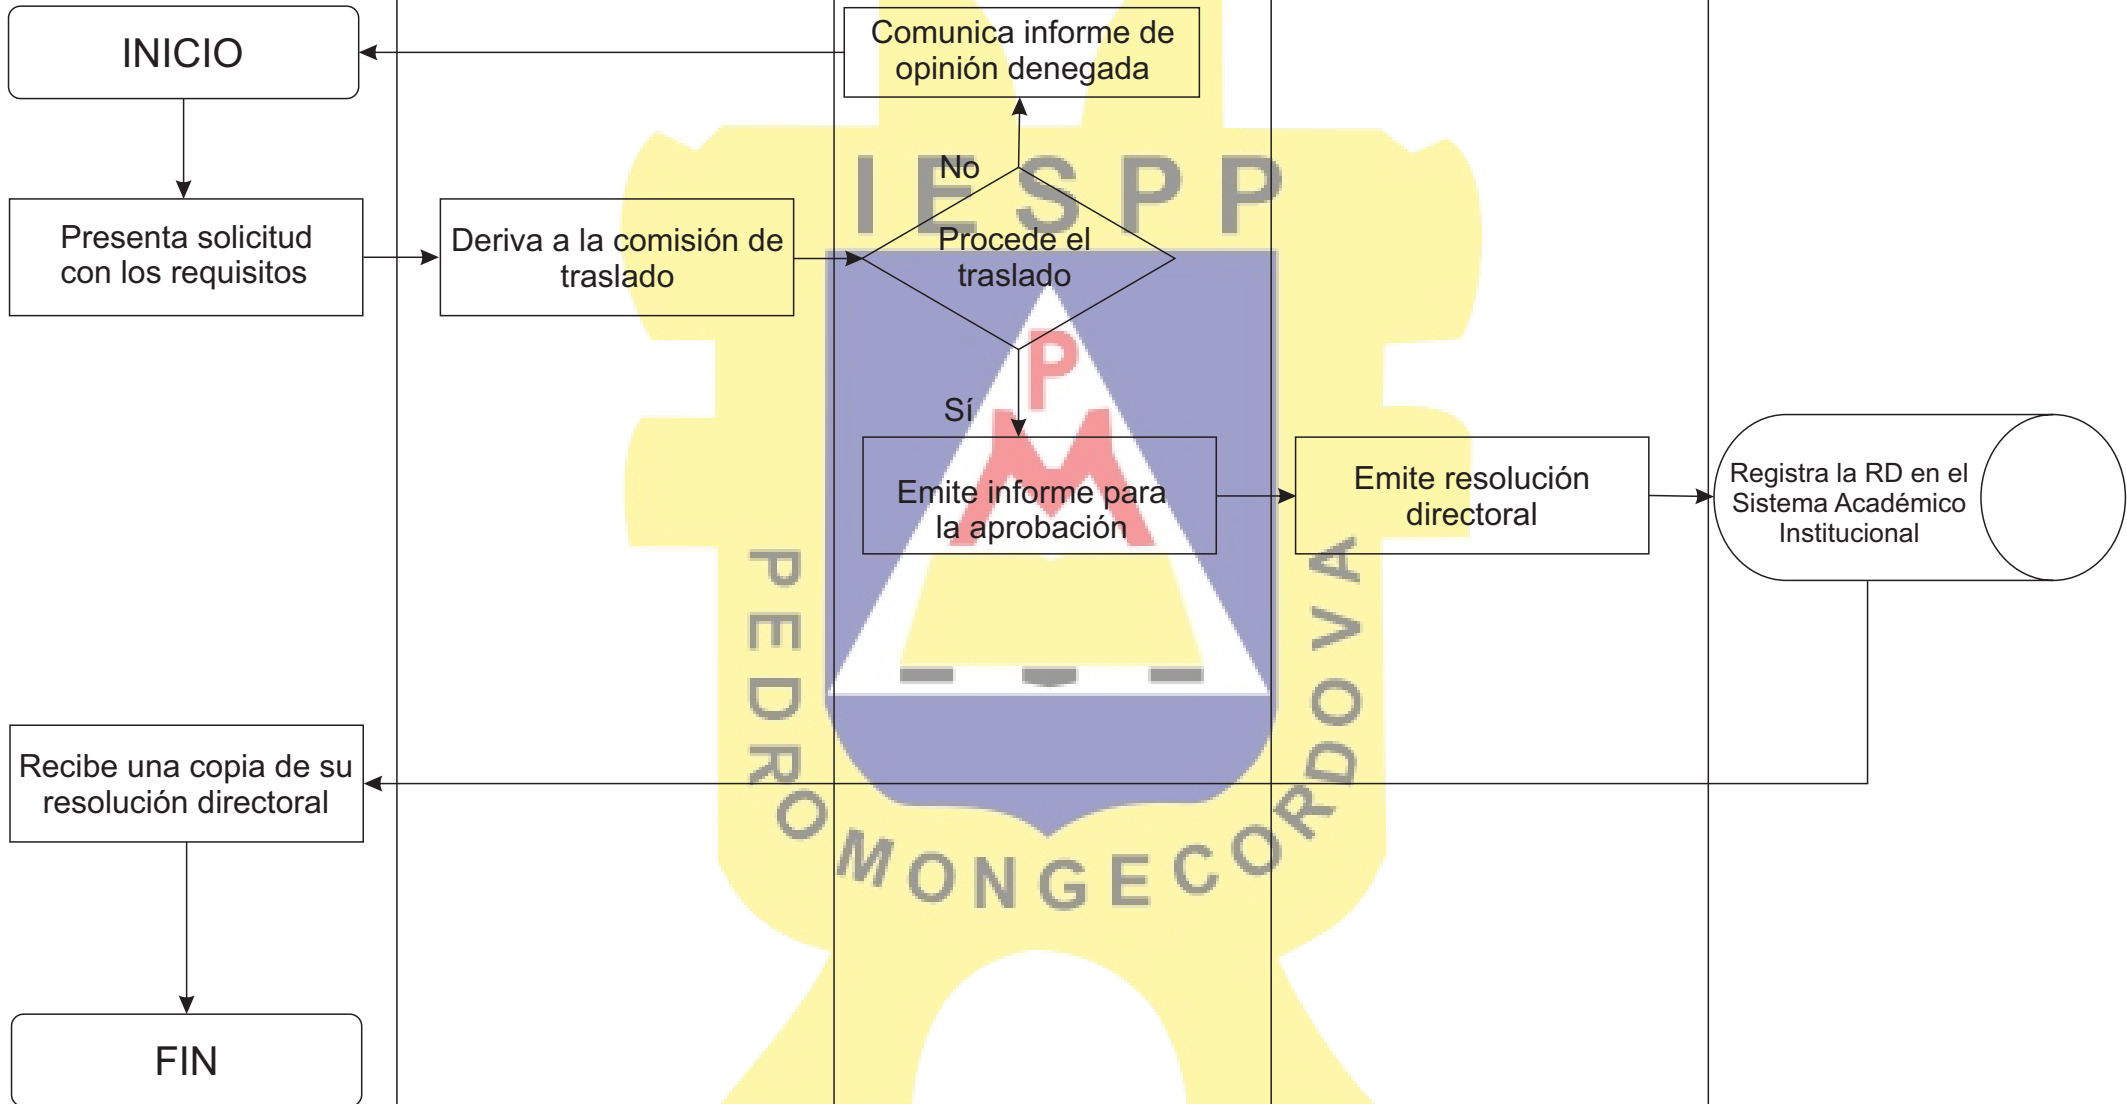 INICIO
Comunica informe de
opinión denegada
No
IESPP
Presenta solicitud
con los requisitos
Deriva a la comisión de
traslado
Procede el
traslado
P
Sí
M
Emite informe para
la aprobación
Emite resolución
directoral
Registra la RD en el
Sistema Académico
Institucional
PEDRO MONGE CORDOVA
Recibe una copia de su
resolución directoral
FIN